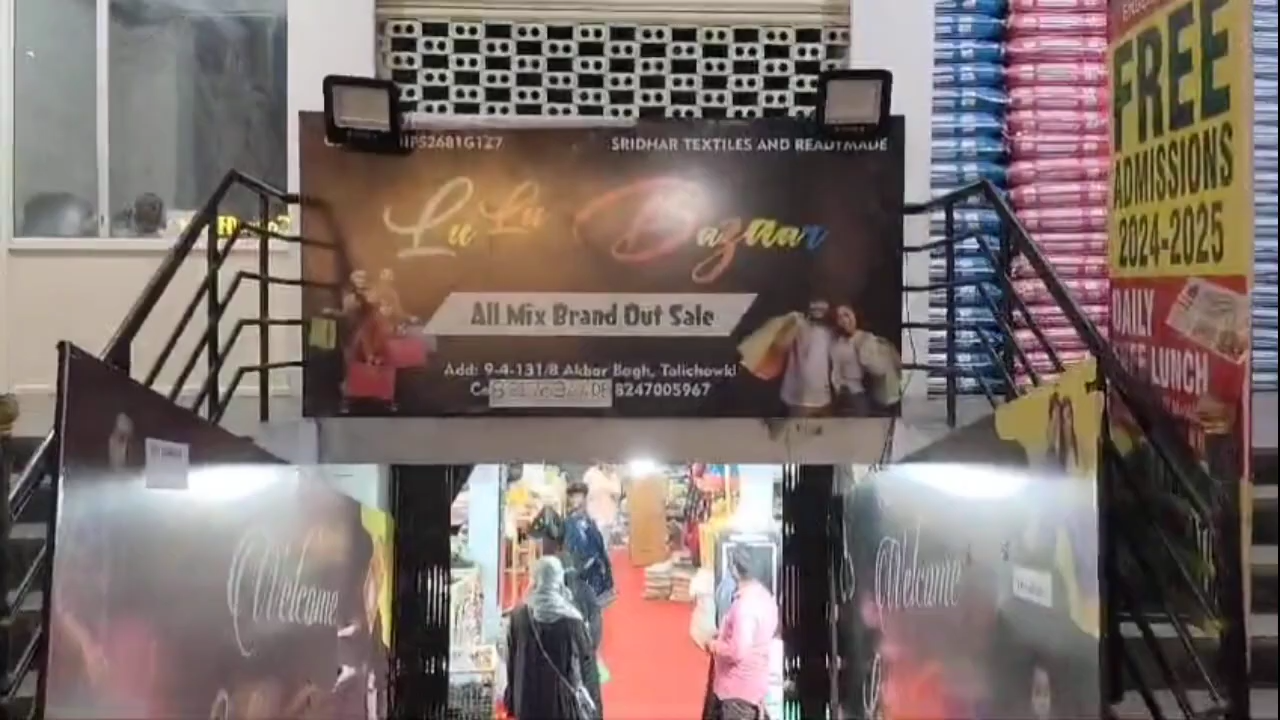 SRIDHAR TEXTILES AND READYMADE
Lu Lu Bazaar
All Mix Brand Out Sale
Add: 9-4-131/8 Akbar Bagh, Tolichowki
8247005967
Welcome
Welcome
FREE
ADMISSIONS
2024-2025
DAILY
LUNCH